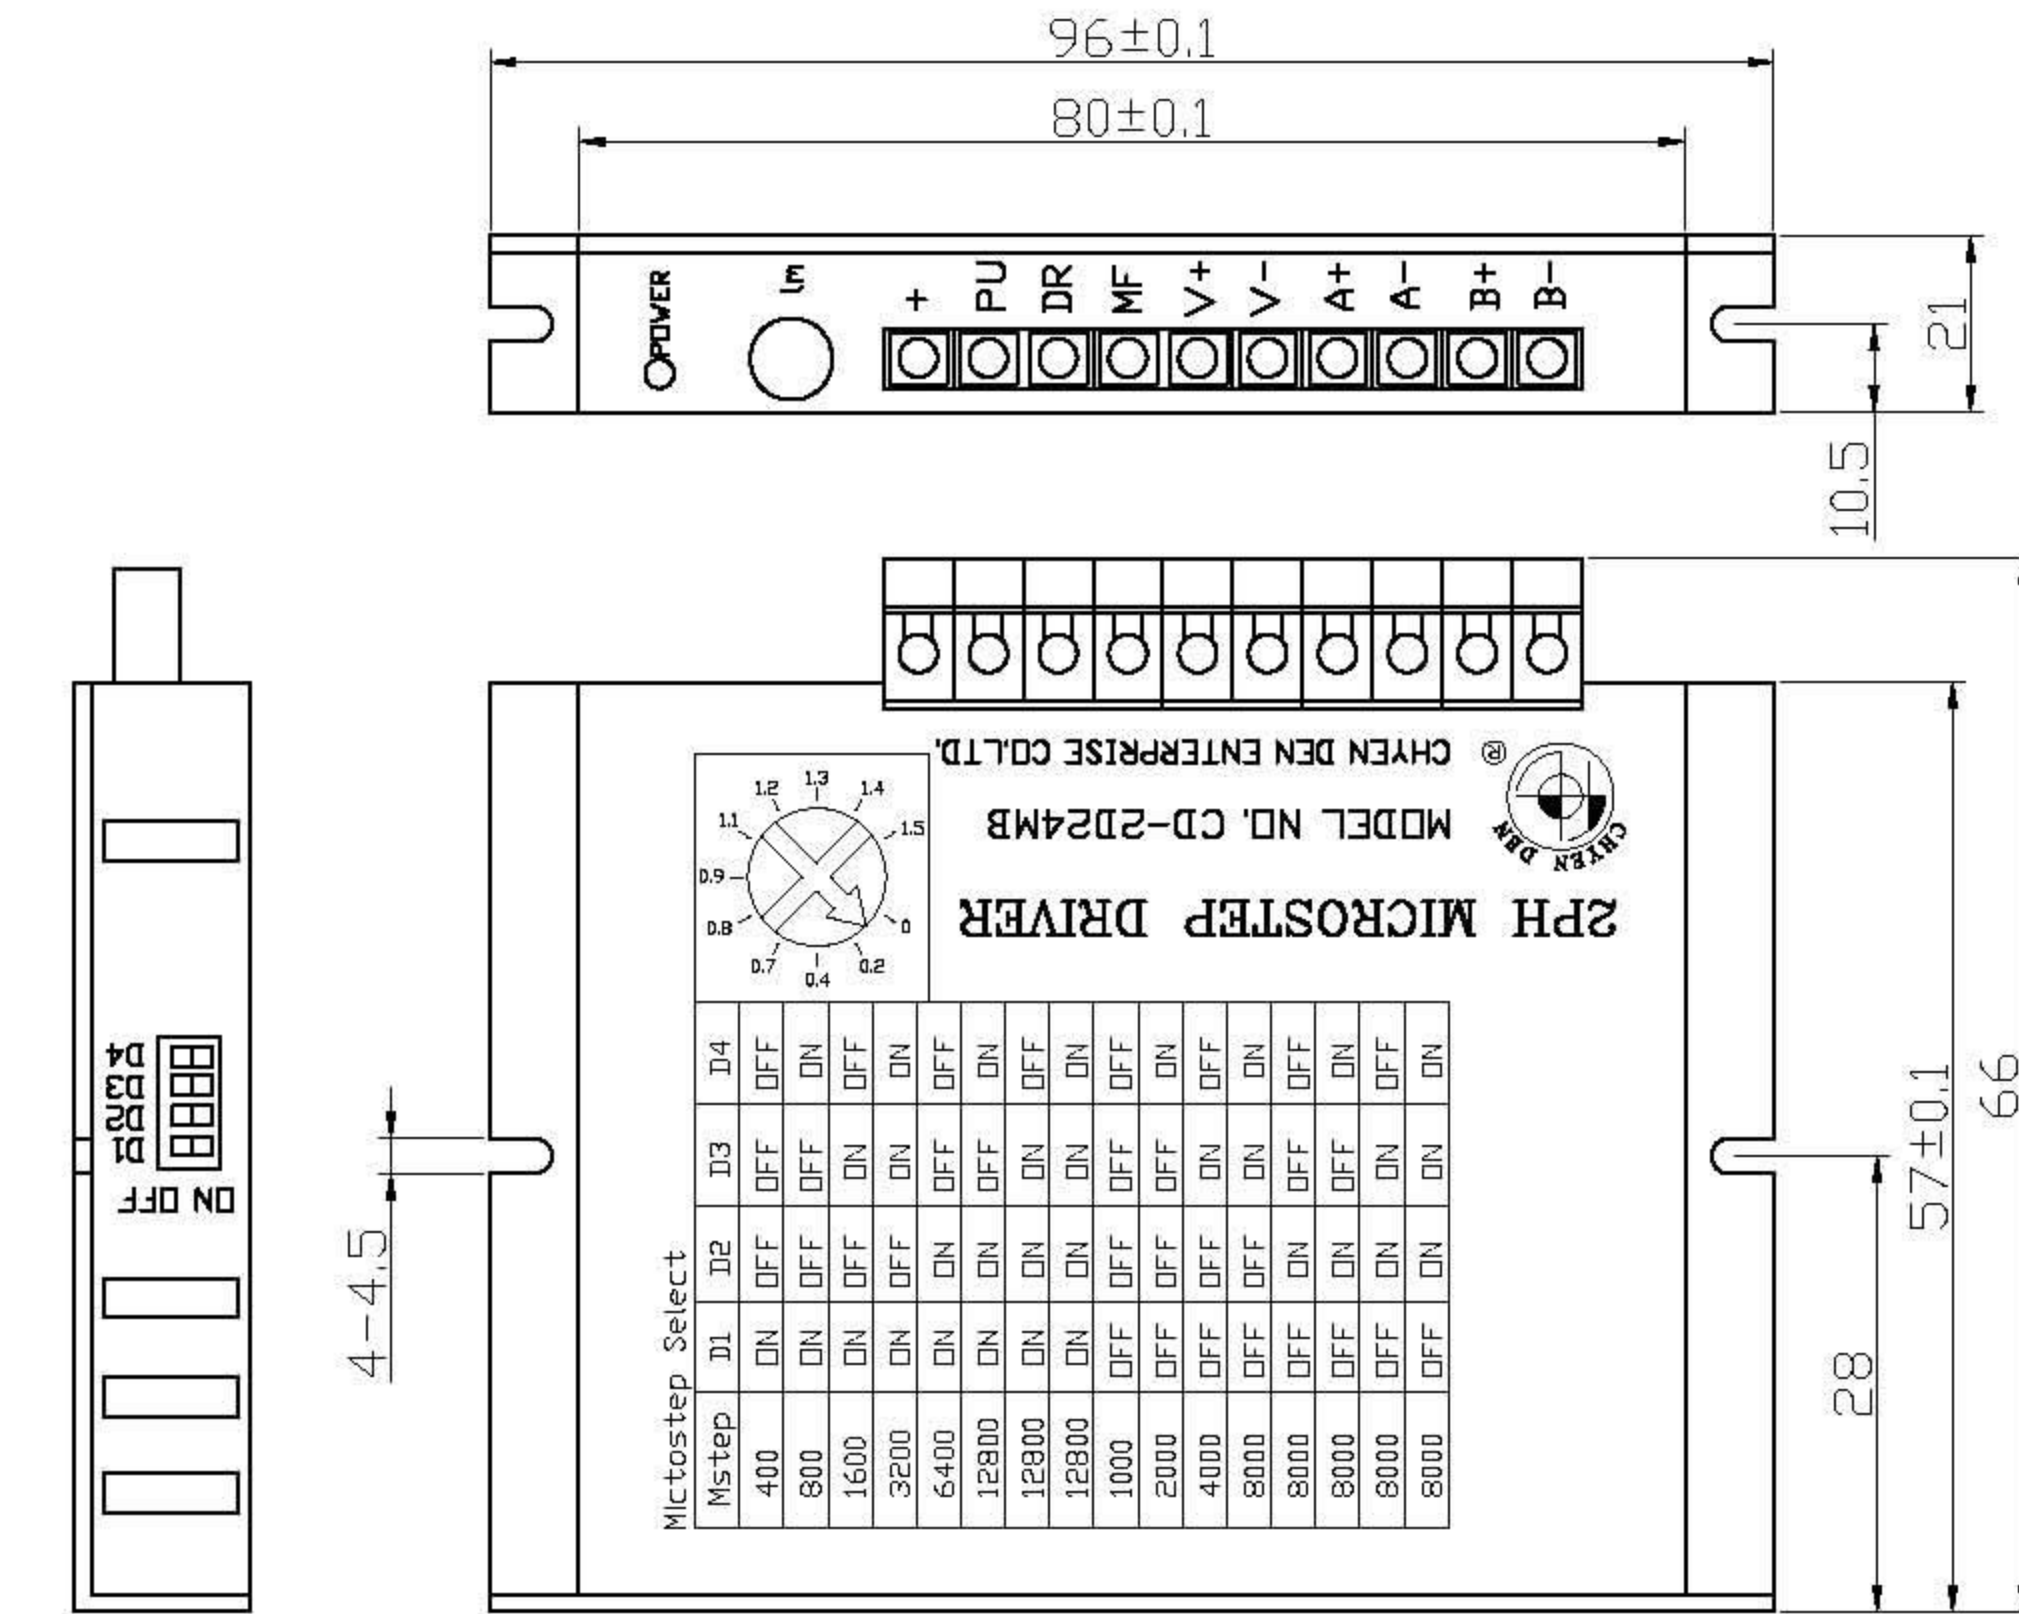 96±0.1
80±0.1
POWER
Im
+
PU
DR
MF
V+
V-
A+
A-
B+
B-
21
10.5
CHYEN DEN ENTERPRISE CO.LTD.
®
MODEL NO. CD-2D24MB
CHYEN DEN
2PH MICROSTEP DRIVER
0
0.2
0.4
0.7
0.8
0.9
1.1
1.2
1.3
1.4
1.5
D1
D2
D3
D4
ON OFF
4-4.5
MIctostep Select
Mstep D1 D2 D3 D4
400 ON OFF OFF OFF
800 ON OFF OFF ON
1600 ON OFF ON OFF
3200 ON OFF ON ON
6400 ON ON OFF OFF
12800 ON ON OFF ON
12800 ON ON ON OFF
12800 ON ON ON ON
1000 OFF OFF OFF OFF
2000 OFF OFF OFF ON
4000 OFF OFF ON OFF
8000 OFF OFF ON ON
8000 OFF ON OFF OFF
8000 OFF ON OFF ON
8000 OFF ON ON OFF
8000 OFF ON ON ON
28
57±0.1
66